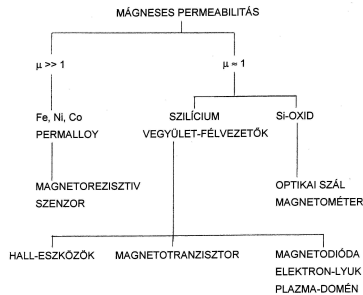 MÁGNESES PERMEABILITÁS
μ >> 1
μ ≈ 1
Fe, Ni, Co
PERMALLOY
SZILÍCIUM
VEGYÜLET-FÉLVEZETŐK
Si-OXID
MAGNETOREZISZTIV
SZENZOR
OPTIKAI SZÁL
MAGNETOMÉTER
HALL-ESZKÖZÖK
MAGNETOTRANZISZTOR
MAGNETODIÓDA
ELEKTRON-LYUK
PLAZMA-DOMÉN